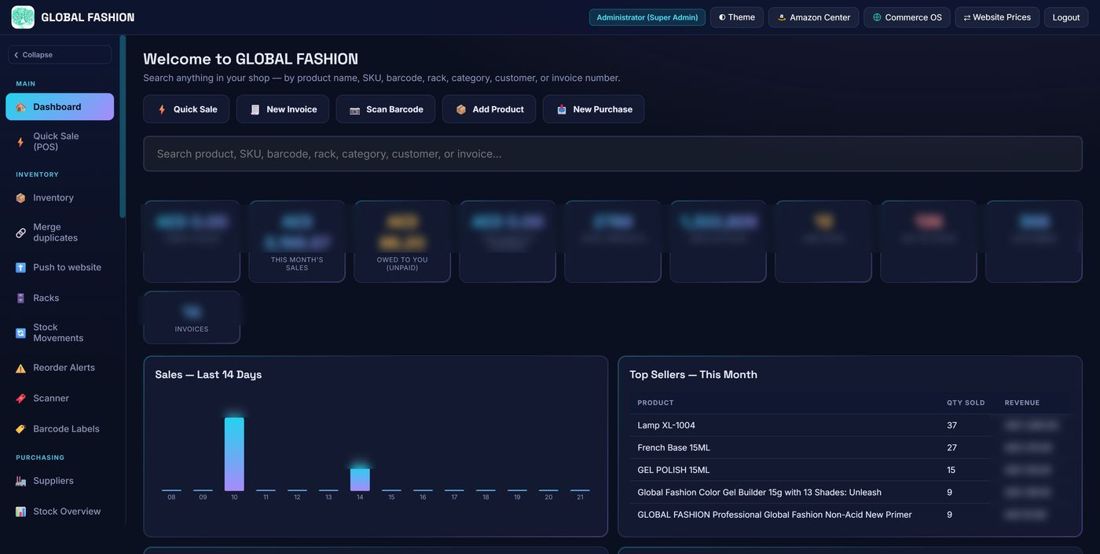 GLOBAL FASHION
Administrator (Super Admin)
Theme
Amazon Center
Commerce OS
Website Prices
Logout
Collapse
MAIN
Dashboard
Quick Sale
(POS)
INVENTORY
Inventory
Merge
duplicates
Push to website
Racks
Stock
Movements
Reorder Alerts
Scanner
Barcode Labels
PURCHASING
Suppliers
Stock Overview
Welcome to GLOBAL FASHION
Search anything in your shop — by product name, SKU, barcode, rack, category, customer, or invoice number.
Quick Sale
New Invoice
Scan Barcode
Add Product
New Purchase
Search product, SKU, barcode, rack, category, customer, or invoice...
THIS MONTH'S
SALES
OWED TO YOU
(UNPAID)
INVOICES
Sales — Last 14 Days
08 09 10 11 12 13 14 15 16 17 18 19 20 21
Top Sellers — This Month
PRODUCT QTY SOLD REVENUE
Lamp XL-1004 37
French Base 15ML 27
GEL POLISH 15ML 15
Global Fashion Color Gel Builder 15g with 13 Shades: Unleash 9
GLOBAL FASHION Professional Global Fashion Non-Acid New Primer 9